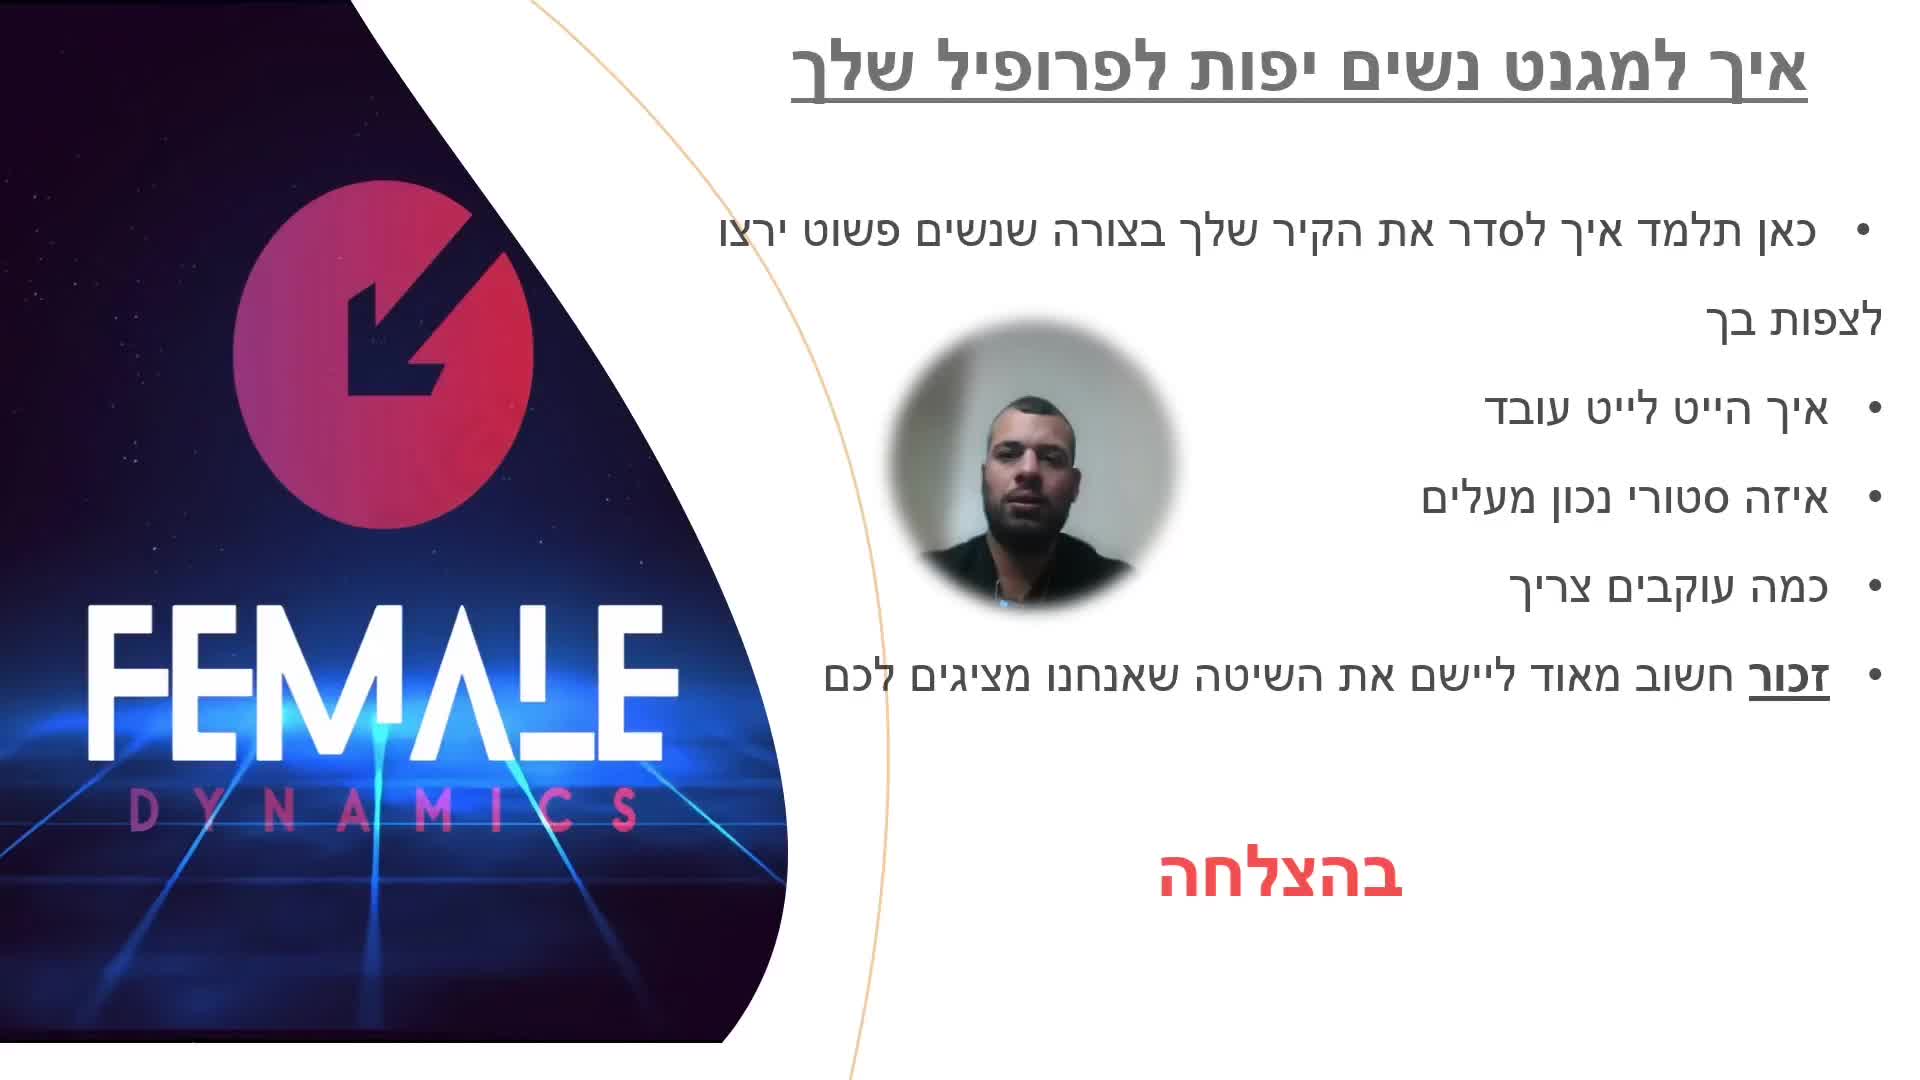 איך למגנט נשים יפות לפרופיל שלך
• כאן תלמד איך לסדר את הקיר שלך בצורה שנשים פשוט ירצו
לצפות בך
• איך הייט לייט עובד
• איזה סטורי נכון מעלים
• כמה עוקבים צריך
• זכור חשוב מאוד ליישם את השיטה שאנחנו מציגים לכם
בהצלחה
FEMALE
DYNAMICS